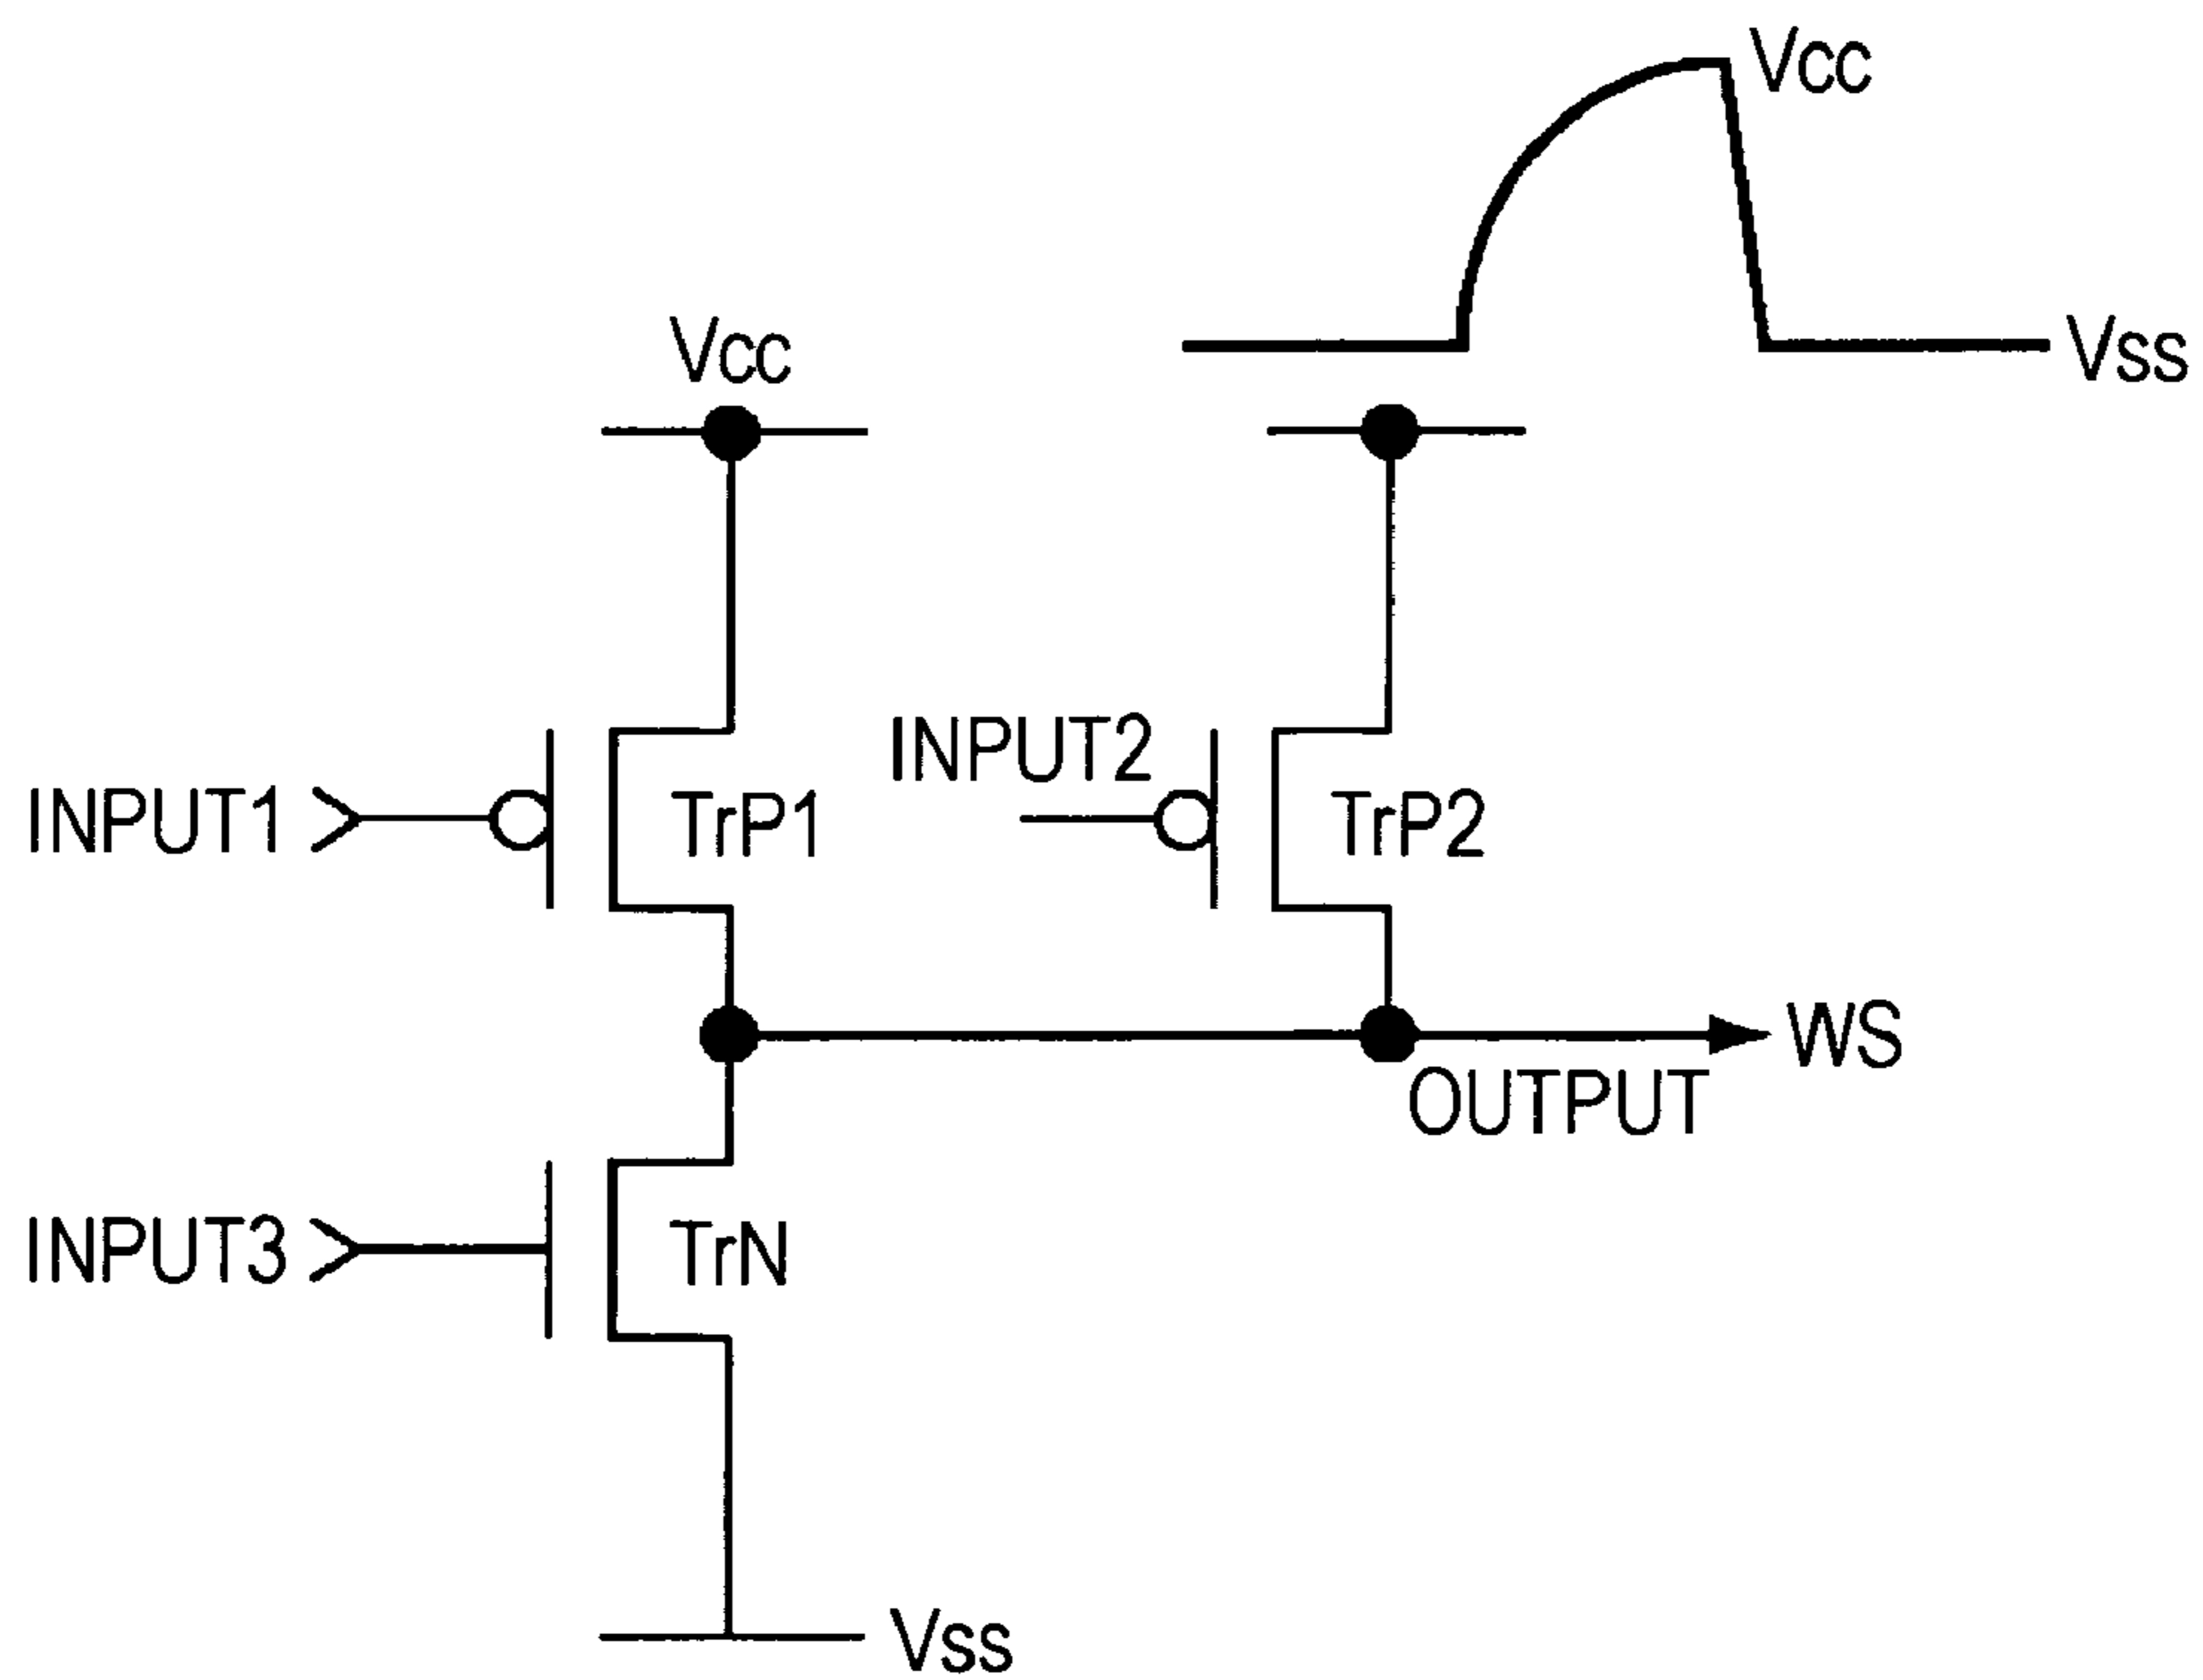 Vcc
Vss
Vcc
INPUT2
INPUT1
TrP1
TrP2
WS
OUTPUT
INPUT3
TrN
Vss